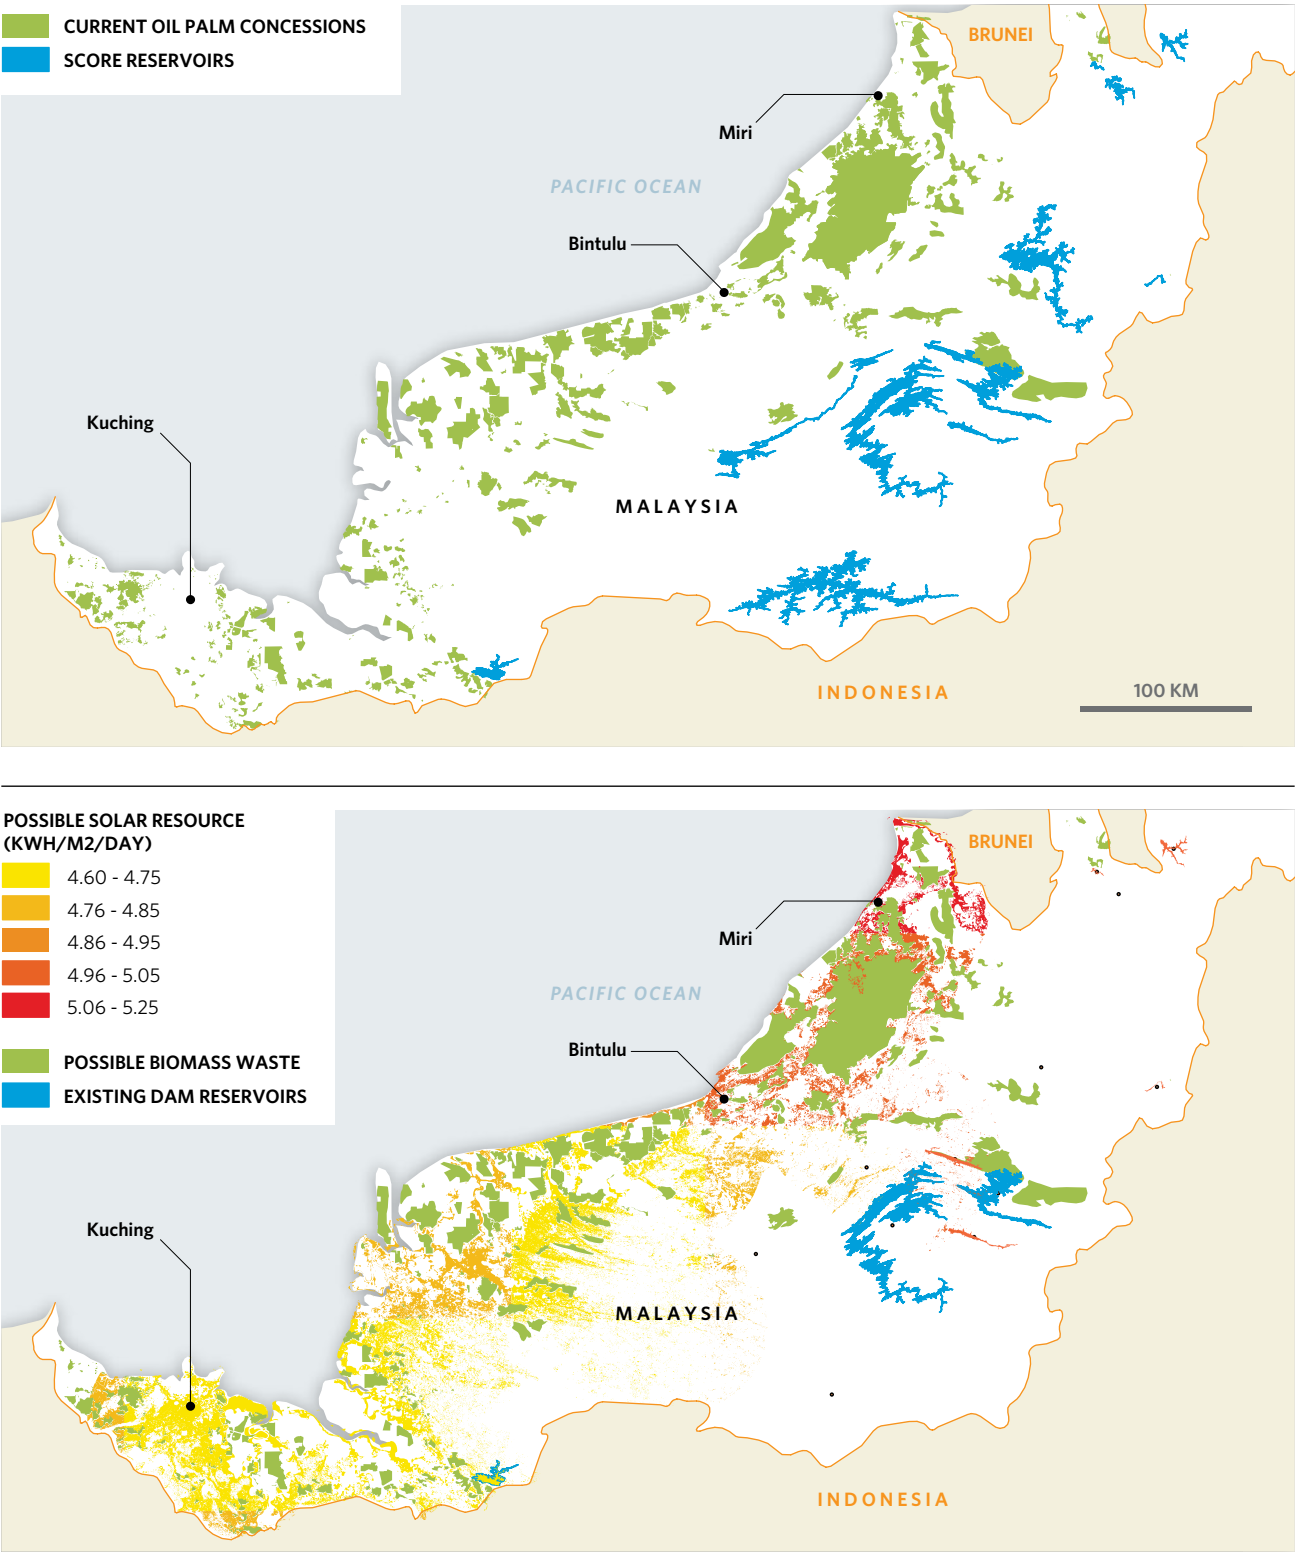 CURRENT OIL PALM CONCESSIONS
SCORE RESERVOIRS
BRUNEI
Miri
PACIFIC OCEAN
Bintulu
Kuching
MALAYSIA
INDONESIA
100 KM
POSSIBLE SOLAR RESOURCE
(KWH/M2/DAY)
4.60 - 4.75
4.76 - 4.85
4.86 - 4.95
4.96 - 5.05
5.06 - 5.25
POSSIBLE BIOMASS WASTE
EXISTING DAM RESERVOIRS
BRUNEI
Miri
PACIFIC OCEAN
Bintulu
Kuching
MALAYSIA
INDONESIA